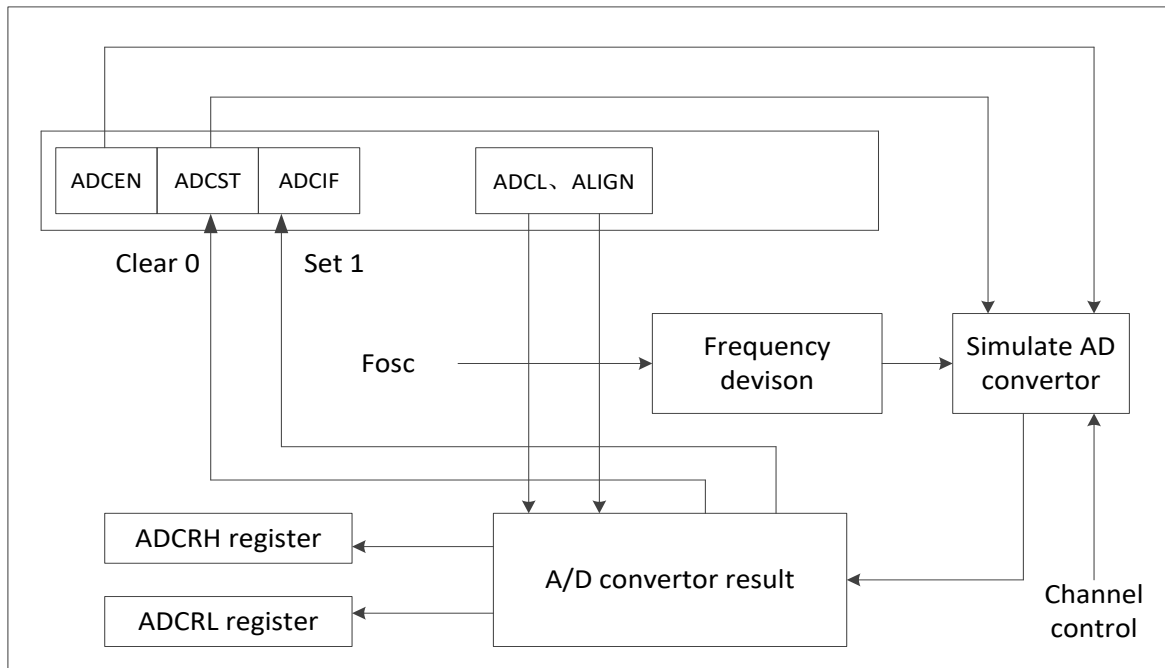 ADCEN ADCST ADCIF ADCL、ALIGN
Clear 0 Set 1
Fosc
Frequency
devison
Simulate AD
convertor
ADCRH register
A/D convertor result
ADCRL register
Channel
control